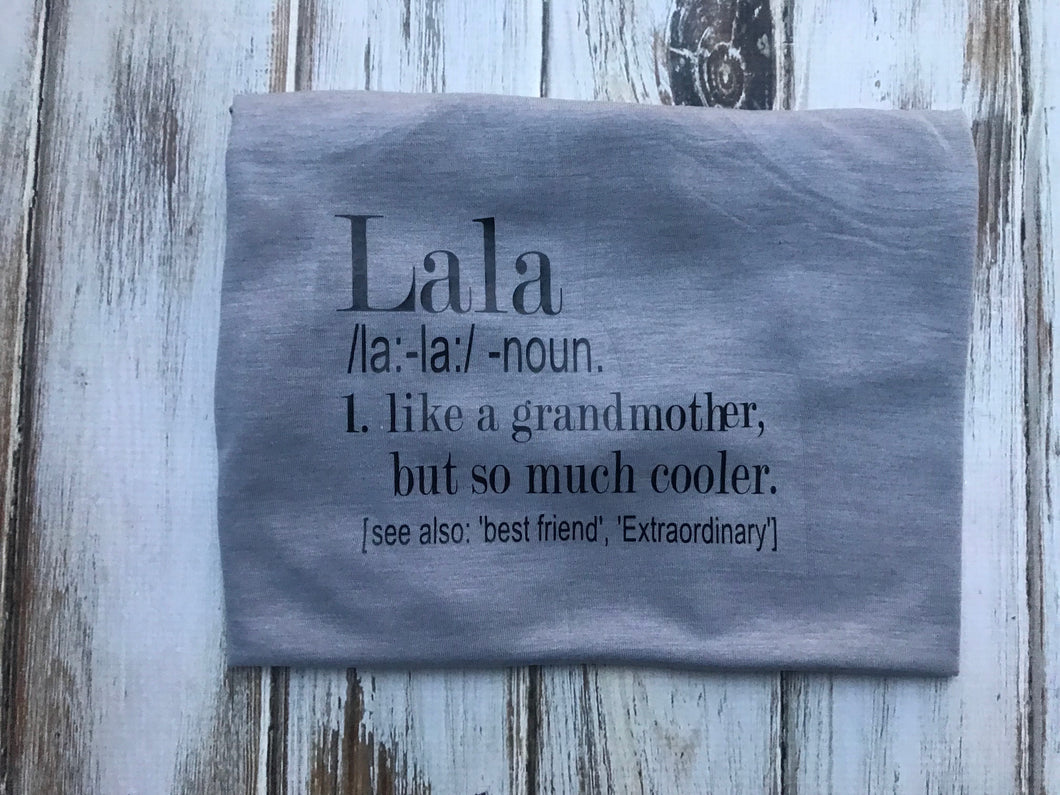 Lala
/la:-la:/ -noun.
1. like a grandmother,
but so much cooler.
[see also: 'best friend', 'Extraordinary']